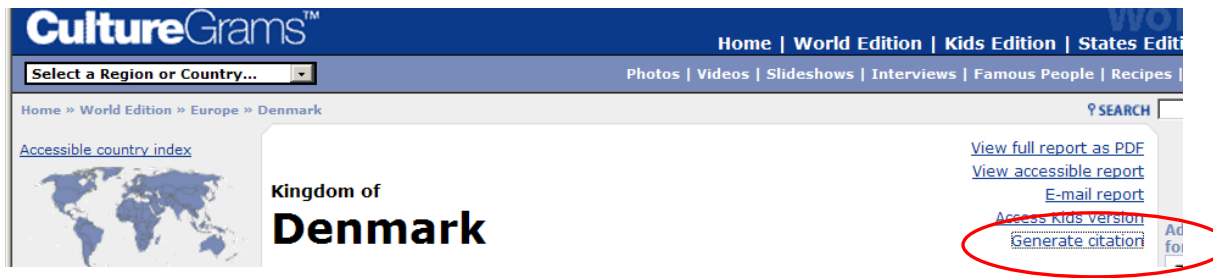 CultureGrams™
Home | World Edition | Kids Edition | States
Select a Region or Country...
Photos | Videos | Slideshows | Interviews | Famous People | Recipes |
Home » World Edition » Europe » Denmark
SEARCH
Accessible country index
View full report as PDF
View accessible report
E-mail report
Access Kids version
Generate citation
Kingdom of
Denmark